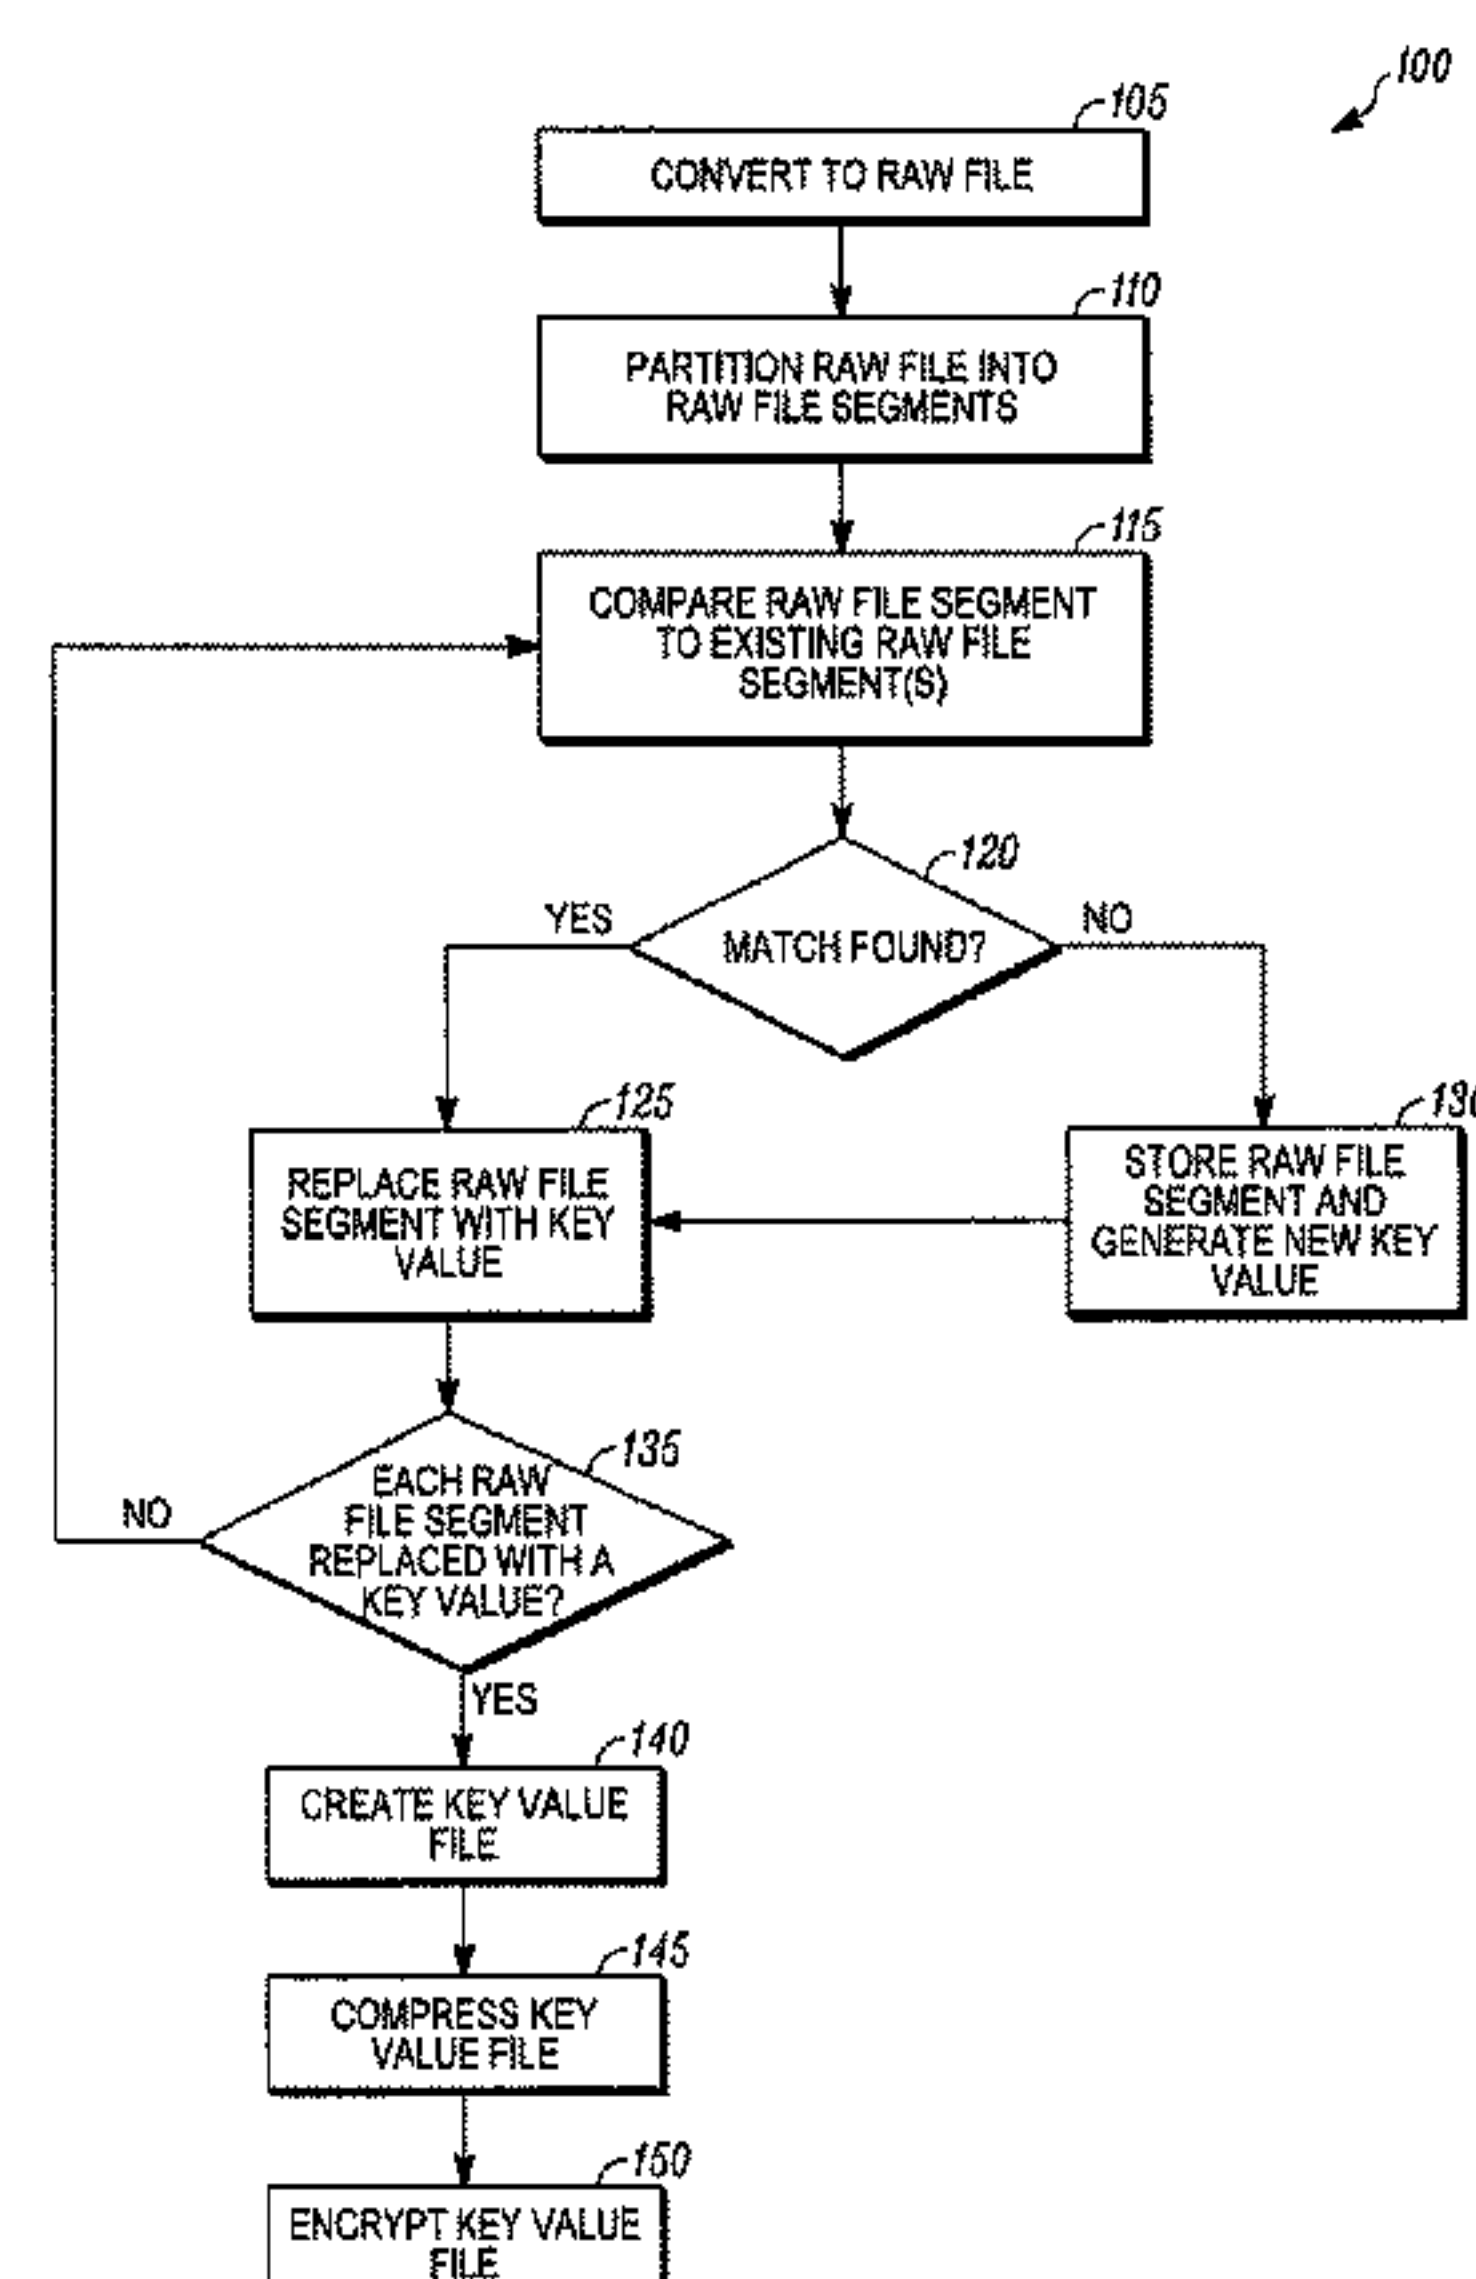 100
105
CONVERT TO RAW FILE
110
PARTITION RAW FILE INTO
RAW FILE SEGMENTS
115
COMPARE RAW FILE SEGMENT
TO EXISTING RAW FILE
SEGMENT(S)
120
YES
MATCH FOUND?
NO
125
REPLACE RAW FILE
SEGMENT WITH KEY
VALUE
130
STORE RAW FILE
SEGMENT AND
GENERATE NEW KEY
VALUE
135
EACH RAW
FILE SEGMENT
REPLACED WITH A
KEY VALUE?
NO
YES
140
CREATE KEY VALUE
FILE
145
COMPRESS KEY
VALUE FILE
150
ENCRYPT KEY VALUE
FILE